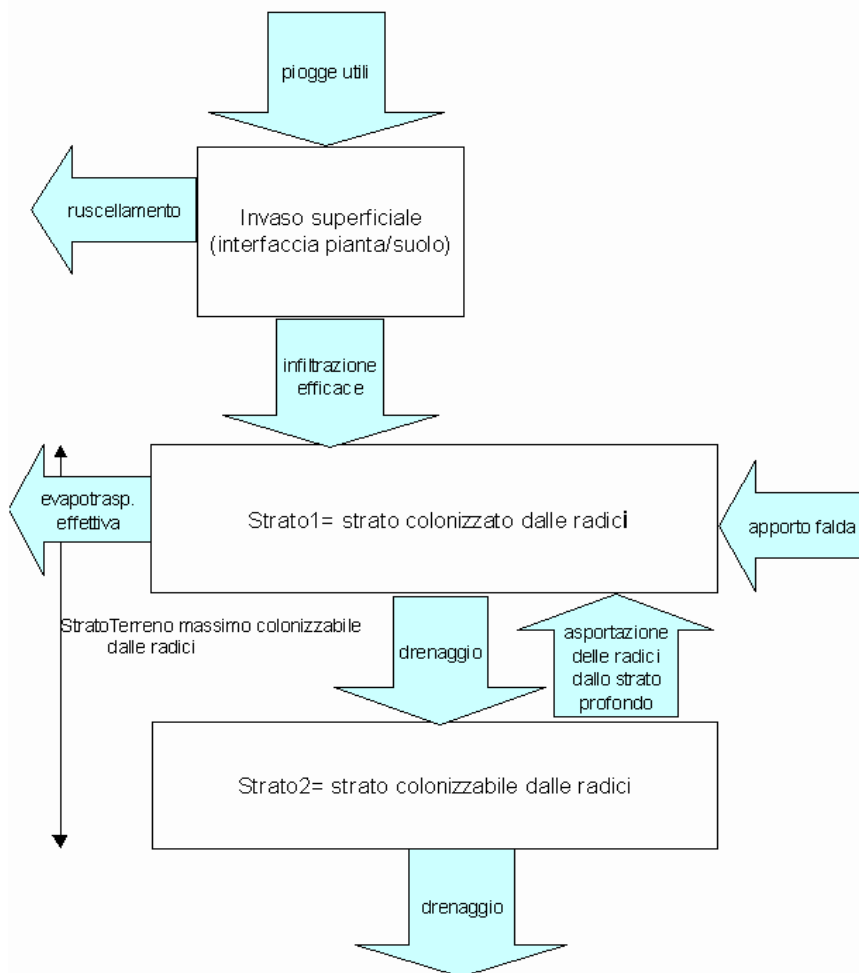 piogge utili
ruscellamento
Invaso superficiale
(interfaccia pianta/suolo)
infiltrazione
efficace
evapotrasp.
effettiva
Strato1= strato colonizzato dalle radici
apporto falda
StratoTerreno massimo colonizzabile
dalle radici
drenaggio
asportazione
delle radici
dallo strato
profondo
Strato2= strato colonizzabile dalle radici
drenaggio